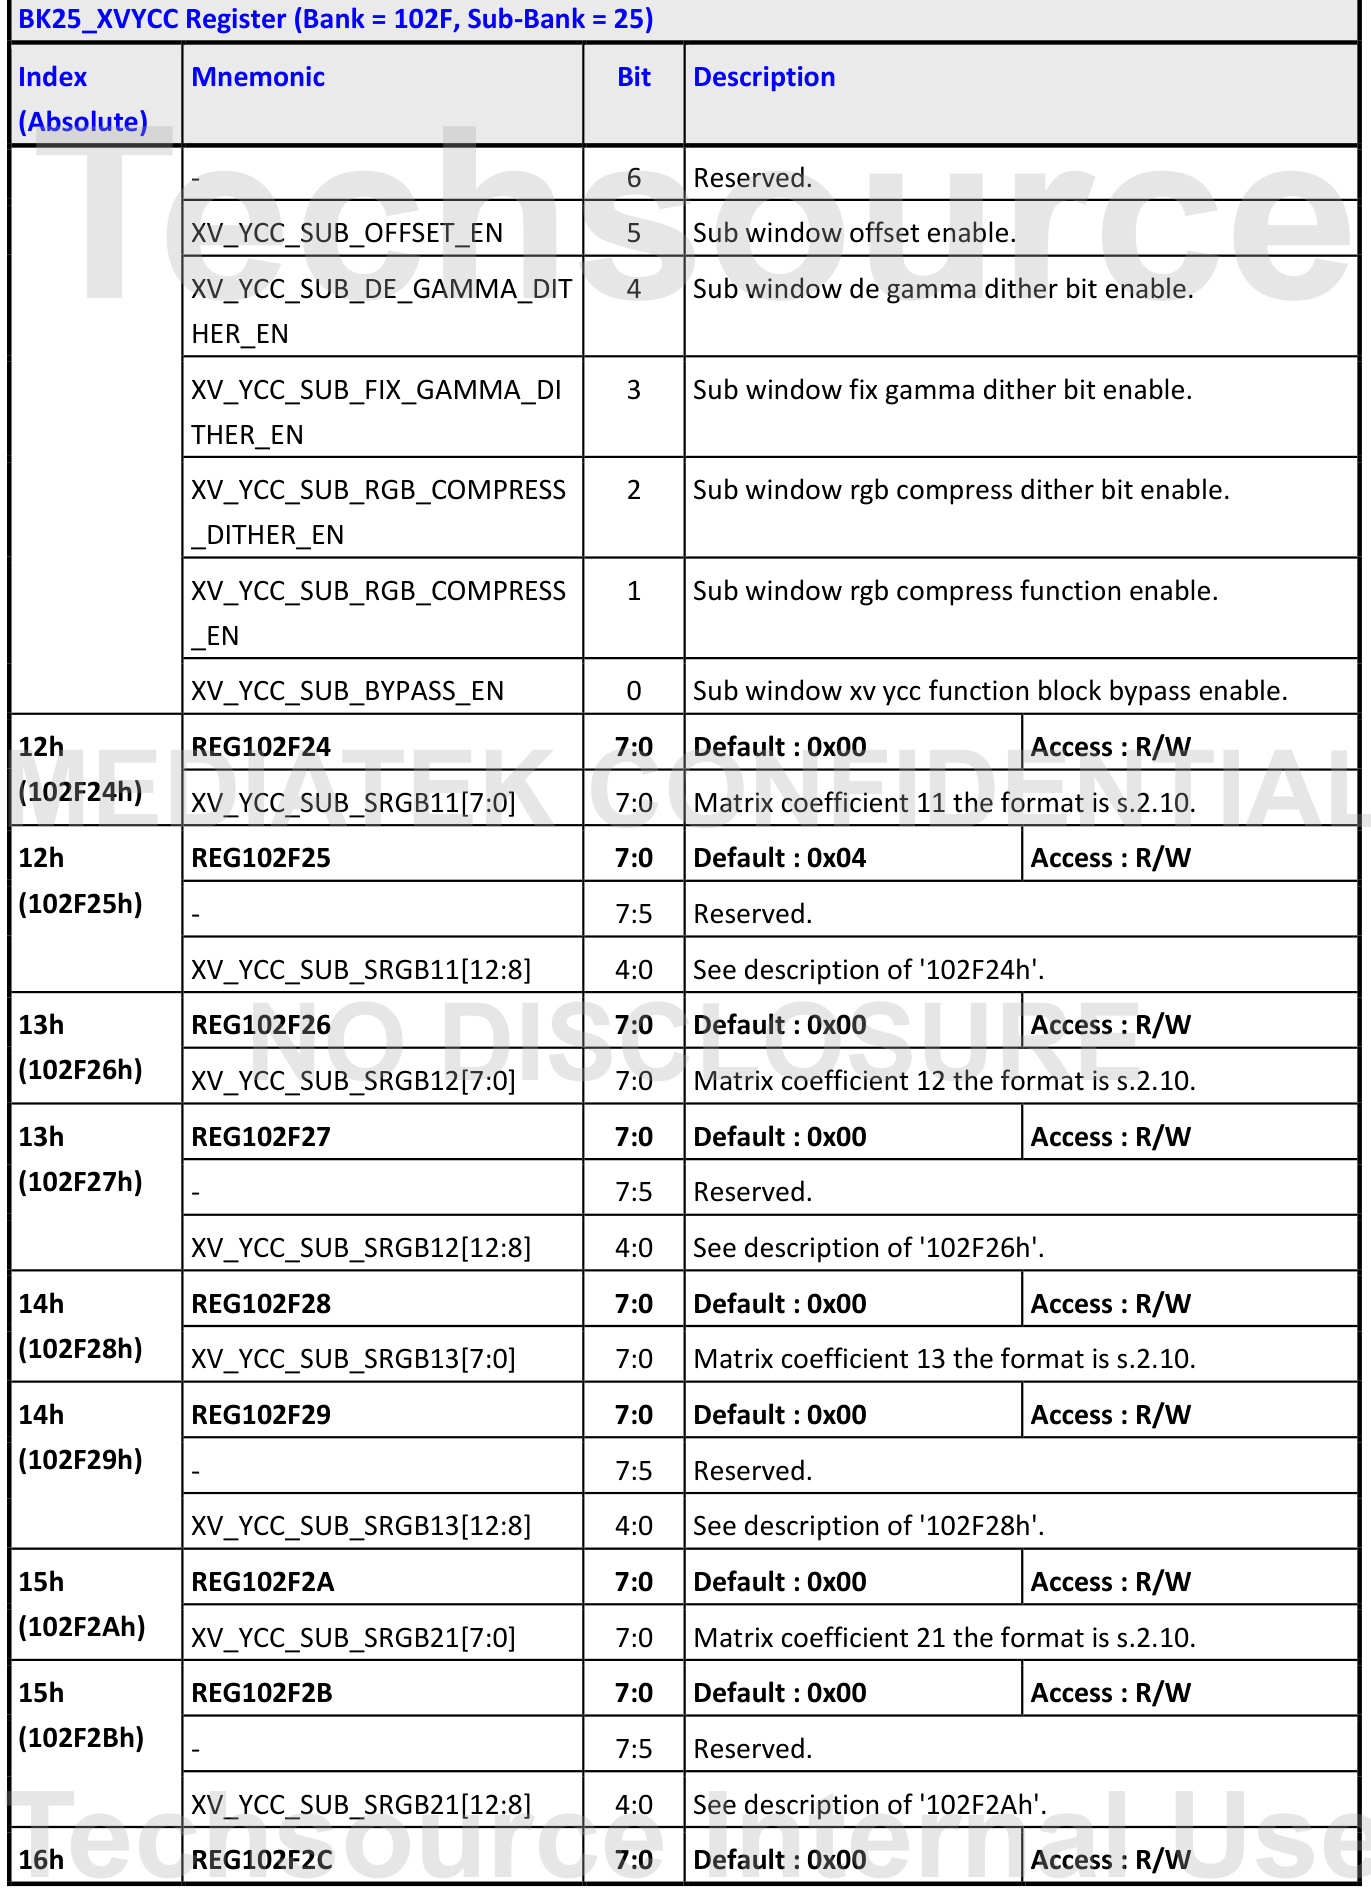 BK25_XVYCC Register (Bank = 102F, Sub-Bank = 25)
Index (Absolute) Mnemonic Bit Description
- 6 Reserved.
XV_YCC_SUB_OFFSET_EN 5 Sub window offset enable.
XV_YCC_SUB_DE_GAMMA_DIT 4 Sub window de gamma dither bit enable.
HER_EN
XV_YCC_SUB_FIX_GAMMA_DI 3 Sub window fix gamma dither bit enable.
THER_EN
XV_YCC_SUB_RGB_COMPRESS 2 Sub window rgb compress dither bit enable.
_DITHER_EN
XV_YCC_SUB_RGB_COMPRESS 1 Sub window rgb compress function enable.
_EN
XV_YCC_SUB_BYPASS_EN 0 Sub window xv ycc function block bypass enable.
12h REG102F24 7:0 Default : 0x00 Access : R/W
(102F24h) XV_YCC_SUB_SRGB11[7:0] 7:0 Matrix coefficient 11 the format is s.2.10.
12h REG102F25 7:0 Default : 0x04 Access : R/W
(102F25h) - 7:5 Reserved.
XV_YCC_SUB_SRGB11[12:8] 4:0 See description of '102F24h'.
13h REG102F26 7:0 Default : 0x00 Access : R/W
(102F26h) XV_YCC_SUB_SRGB12[7:0] 7:0 Matrix coefficient 12 the format is s.2.10.
13h REG102F27 7:0 Default : 0x00 Access : R/W
(102F27h) - 7:5 Reserved.
XV_YCC_SUB_SRGB12[12:8] 4:0 See description of '102F26h'.
14h REG102F28 7:0 Default : 0x00 Access : R/W
(102F28h) XV_YCC_SUB_SRGB13[7:0] 7:0 Matrix coefficient 13 the format is s.2.10.
14h REG102F29 7:0 Default : 0x00 Access : R/W
(102F29h) - 7:5 Reserved.
XV_YCC_SUB_SRGB13[12:8] 4:0 See description of '102F28h'.
15h REG102F2A 7:0 Default : 0x00 Access : R/W
(102F2Ah) XV_YCC_SUB_SRGB21[7:0] 7:0 Matrix coefficient 21 the format is s.2.10.
15h REG102F2B 7:0 Default : 0x00 Access : R/W
(102F2Bh) - 7:5 Reserved.
XV_YCC_SUB_SRGB21[12:8] 4:0 See description of '102F2Ah'.
16h REG102F2C 7:0 Default : 0x00 Access : R/W
Techsource
MEDIATEK CONFIDENTIAL
NO DISCLOSURE
Techsource Internal Use